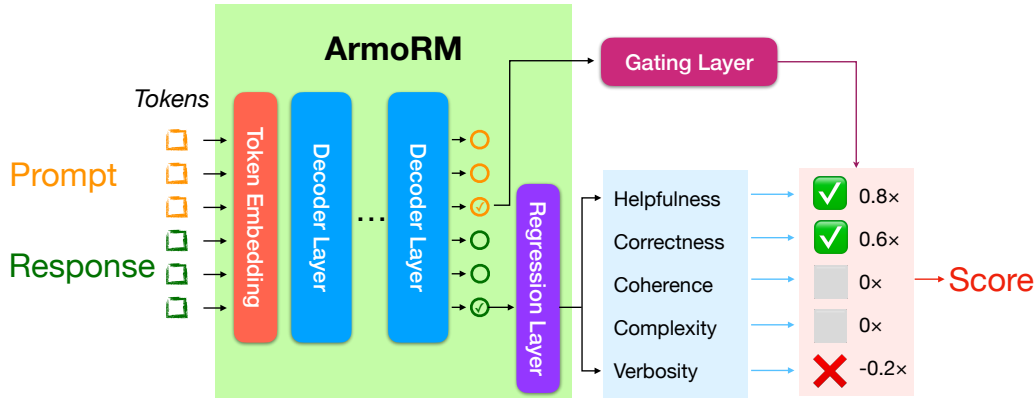 ArmoRM
Gating Layer
Tokens
Prompt
Response
Token Embedding
Decoder Layer
...
Decoder Layer
Regression Layer
Helpfulness
Correctness
Coherence
Complexity
Verbosity
0.8×
0.6×
0×
0×
-0.2×
Score